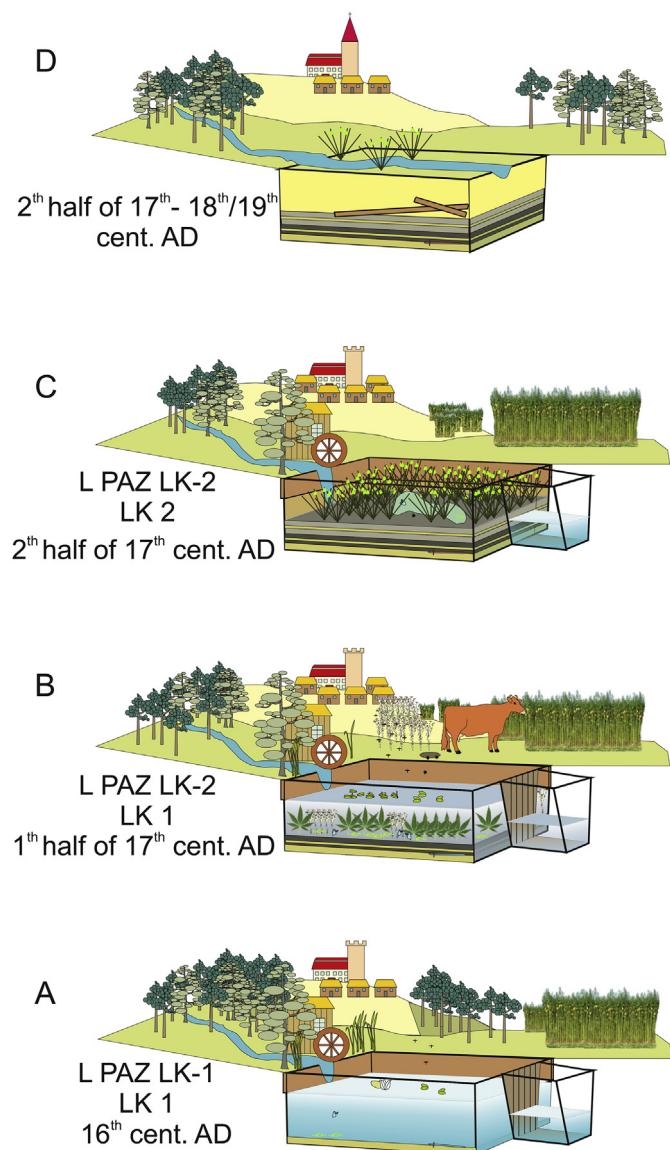 D
2th half of 17th- 18th/19th
cent. AD
C
L PAZ LK-2
LK 2
2th half of 17th cent. AD
B
L PAZ LK-2
LK 1
1th half of 17th cent. AD
A
L PAZ LK-1
LK 1
16th cent. AD